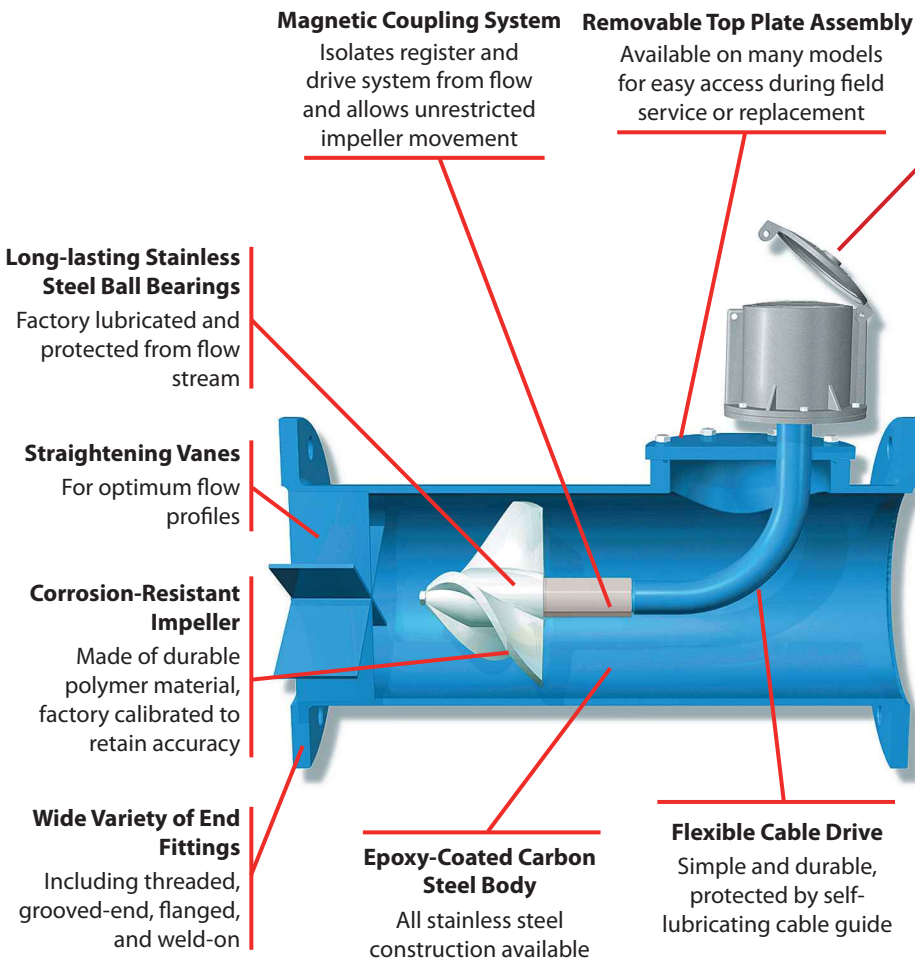 Magnetic Coupling System
Isolates register and
drive system from flow
and allows unrestricted
impeller movement
Removable Top Plate Assembly
Available on many models
for easy access during field
service or replacement
Long-lasting Stainless
Steel Ball Bearings
Factory lubricated and
protected from flow
stream
Straightening Vanes
For optimum flow
profiles
Corrosion-Resistant
Impeller
Made of durable
polymer material,
factory calibrated to
retain accuracy
Wide Variety of End
Fittings
Including threaded,
grooved-end, flanged,
and weld-on
Epoxy-Coated Carbon
Steel Body
All stainless steel
construction available
Flexible Cable Drive
Simple and durable,
protected by self-
lubricating cable guide